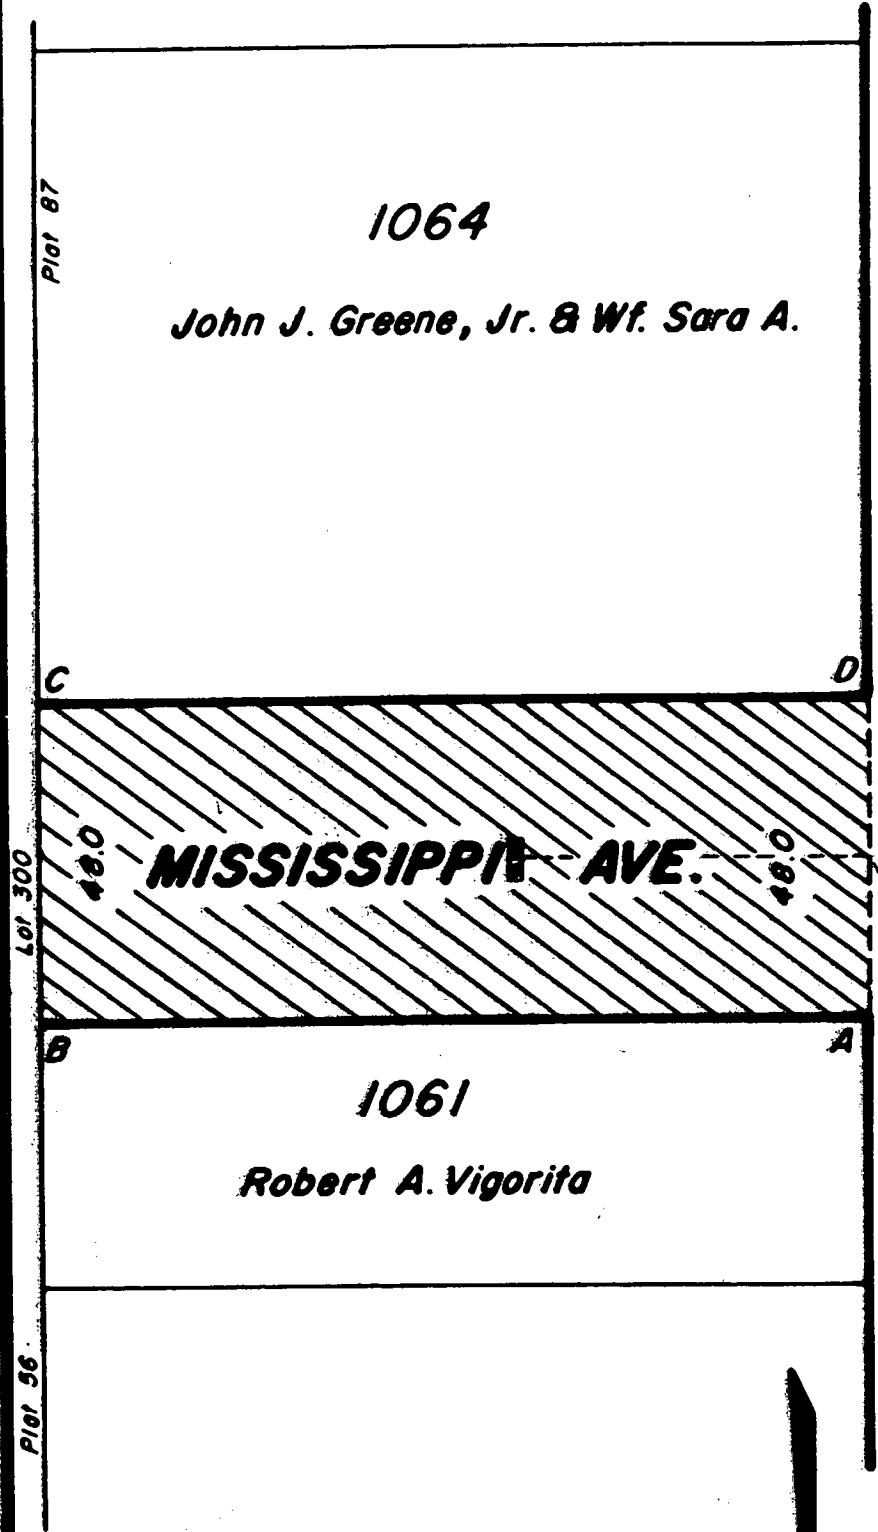 Plat 87
1064
John J. Greene, Jr. & Wf. Sara A.
C
D
48.0
MISSISSIPPI AVE.
48.0
Lot 300
B
A
1061
Robert A. Vigorita
Plat 56